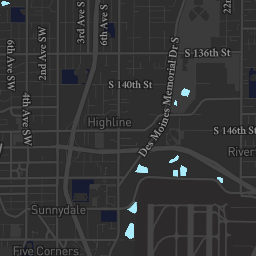 6th Ave SW
2nd Ave SW
3rd Ave S
6th Ave S
22
S 136th St
S 140th St
4th Ave SW
Des Moines Memorial Dr S
Highline
S 146th St
River
Sunnydale
Five Corners